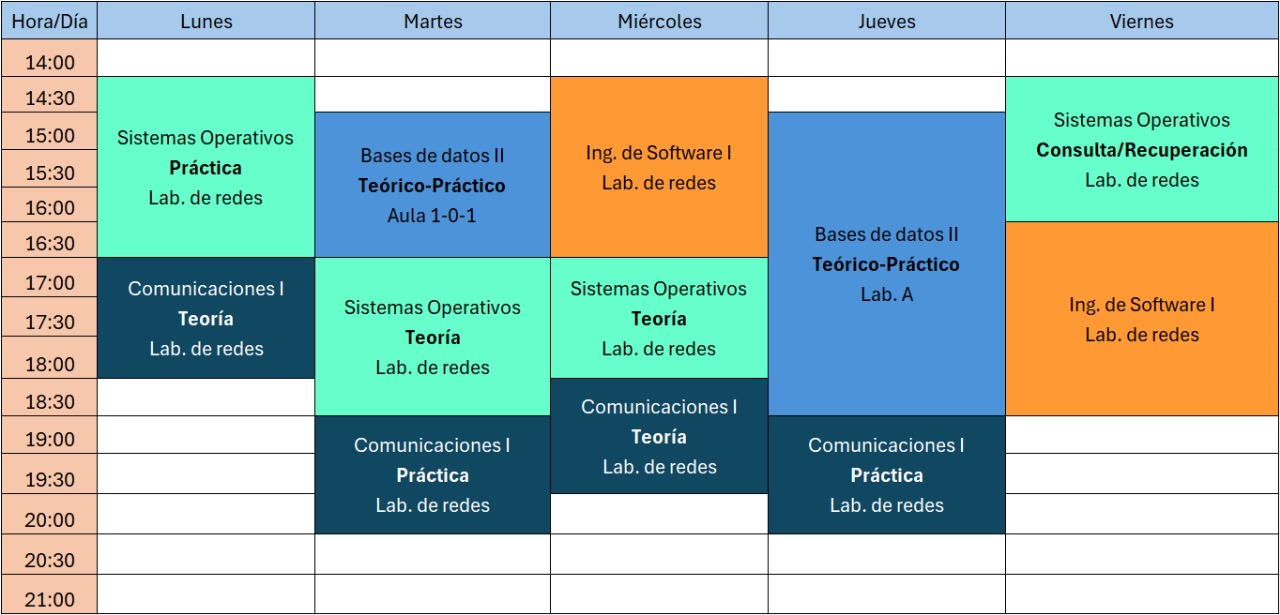 Hora/Día Lunes Martes Miércoles Jueves Viernes
14:00
14:30
15:00
15:30
16:00
16:30
17:00
17:30
18:00
18:30
19:00
19:30
20:00
20:30
21:00
Sistemas Operativos
Práctica
Lab. de redes
Comunicaciones I
Teoría
Lab. de redes
Bases de datos II
Teórico-Práctico
Aula 1-0-1
Sistemas Operativos
Teoría
Lab. de redes
Comunicaciones I
Práctica
Lab. de redes
Ing. de Software I
Lab. de redes
Sistemas Operativos
Teoría
Lab. de redes
Comunicaciones I
Teoría
Lab. de redes
Bases de datos II
Teórico-Práctico
Lab. A
Comunicaciones I
Práctica
Lab. de redes
Sistemas Operativos
Consulta/Recuperación
Lab. de redes
Ing. de Software I
Lab. de redes